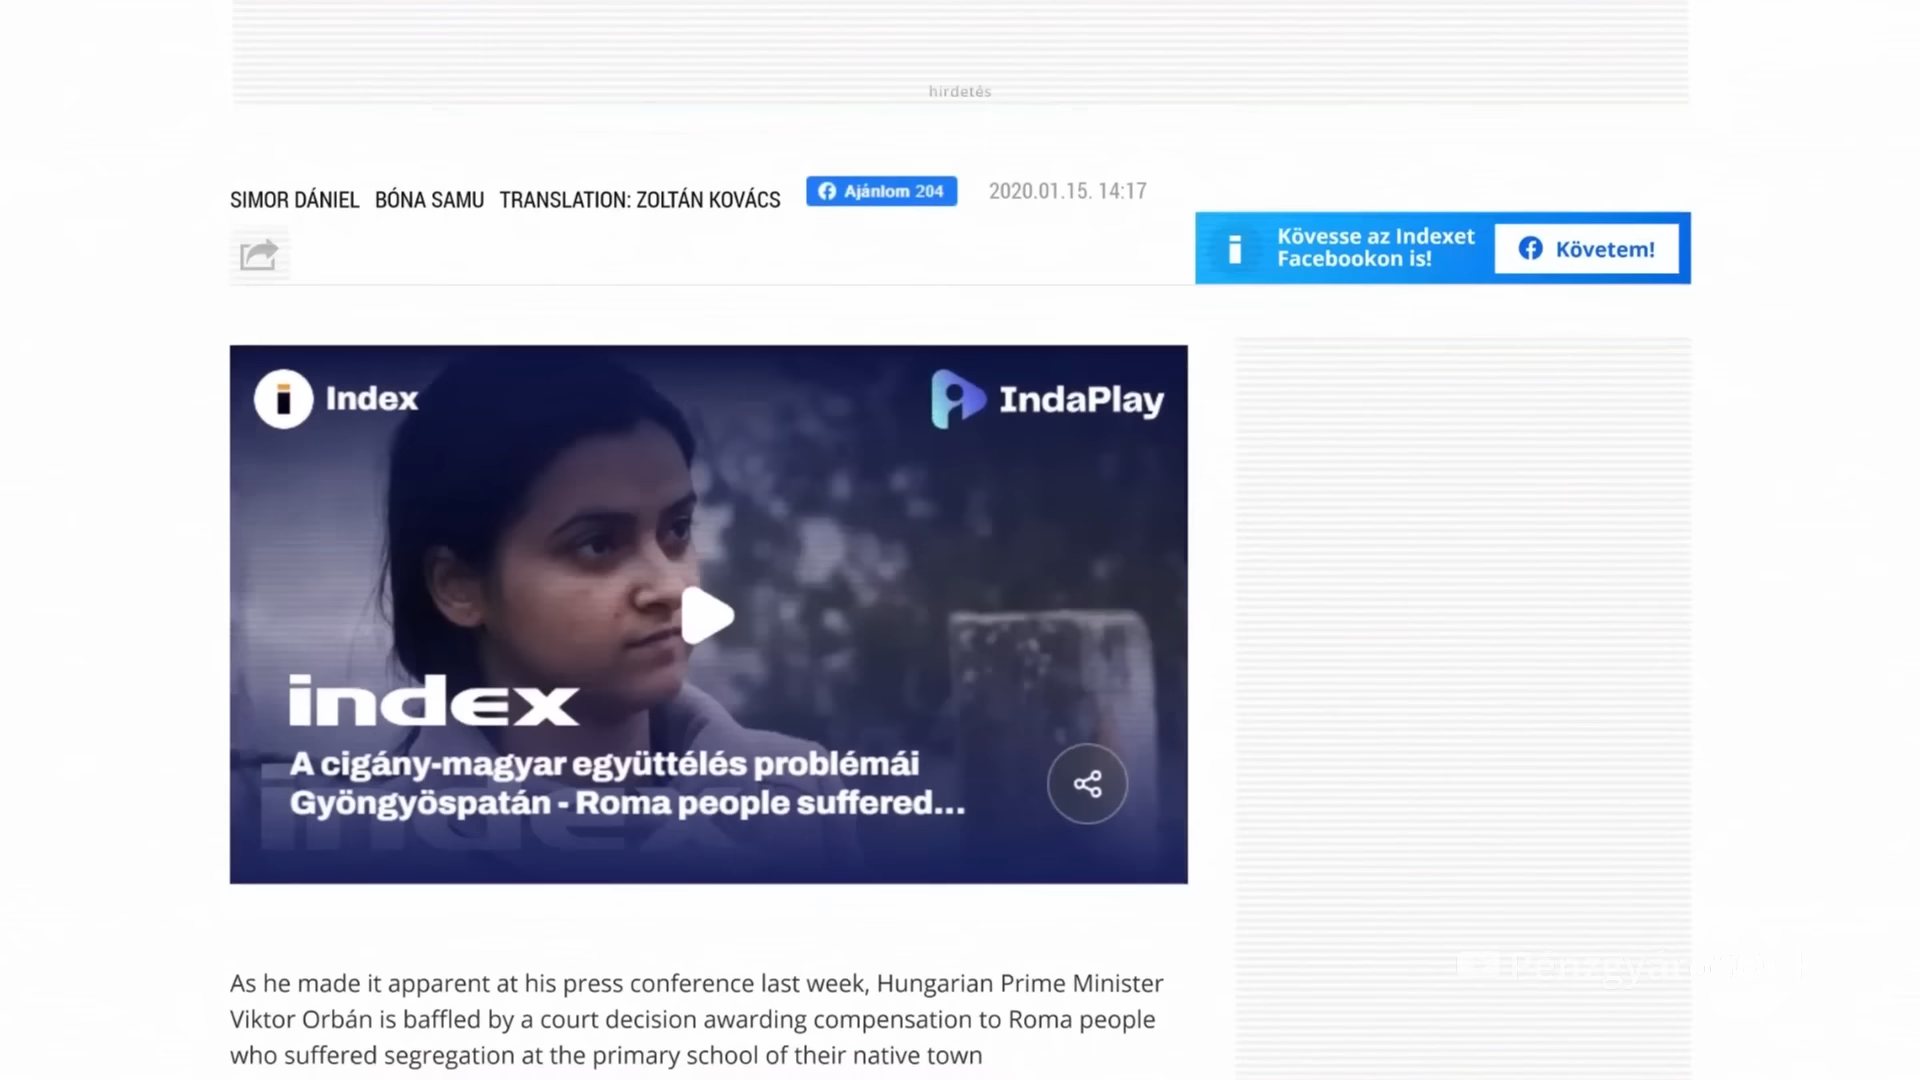 hirdetés
SIMOR DÁNIEL BÓNA SAMU TRANSLATION: ZOLTÁN KOVÁCS
Ajánlom 204
2020.01.15. 14:17
Kövesse az Indexet
Facebookon is!
Követem!
Index
IndaPlay
index
A cigány-magyar együttélés problémái
Gyöngyöspatán - Roma people suffered...
As he made it apparent at his press conference last week, Hungarian Prime Minister
Viktor Orbán is baffled by a court decision awarding compensation to Roma people
who suffered segregation at the primary school of their native town